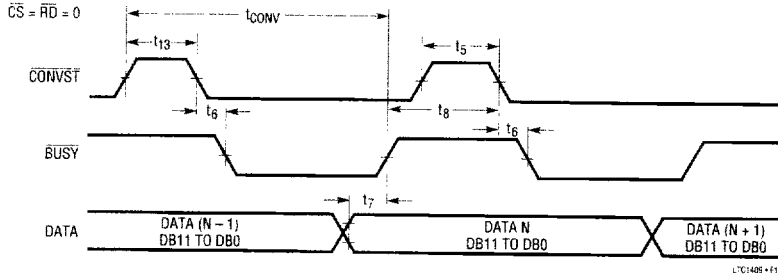 CS = RD = 0
tCONV
t13
t5
CONVST
t6
t8
t6
BUSY
t7
DATA
DATA (N – 1)
DB11 TO DB0
DATA N
DB11 TO DB0
DATA (N + 1)
DB11 TO DB0